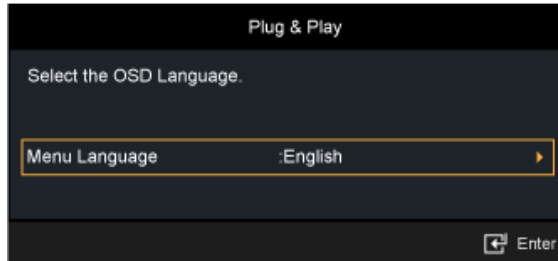 Plug & Play
Select the OSD Language.
Menu Language :English
Enter